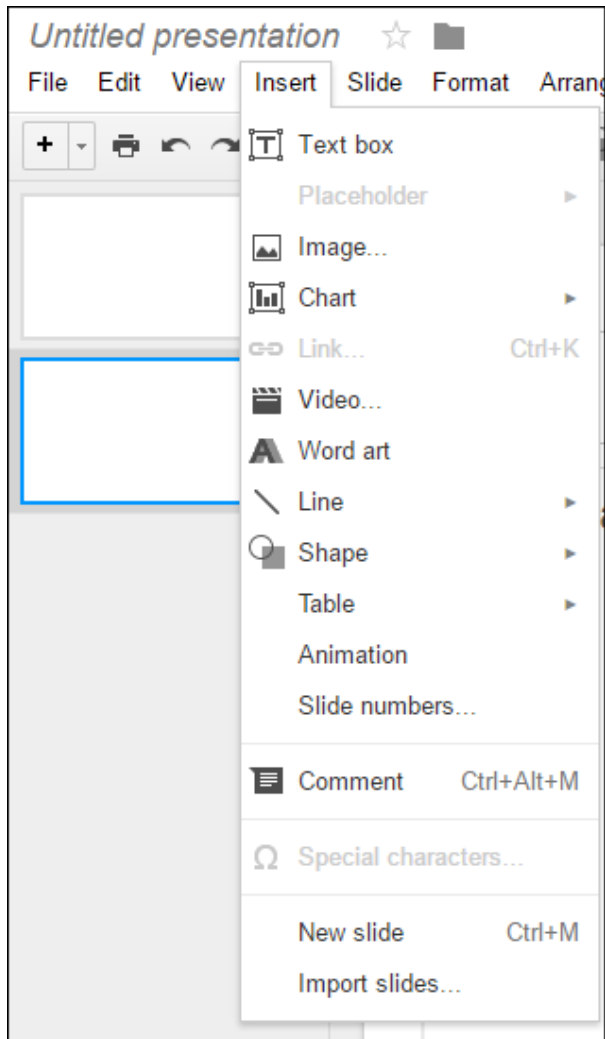 Untitled presentation
File Edit View Insert Slide Format Arrang
Text box
Placeholder
Image...
Chart
Link... Ctrl+K
Video...
Word art
Line
Shape
Table
Animation
Slide numbers...
Comment Ctrl+Alt+M
Special characters...
New slide Ctrl+M
Import slides...